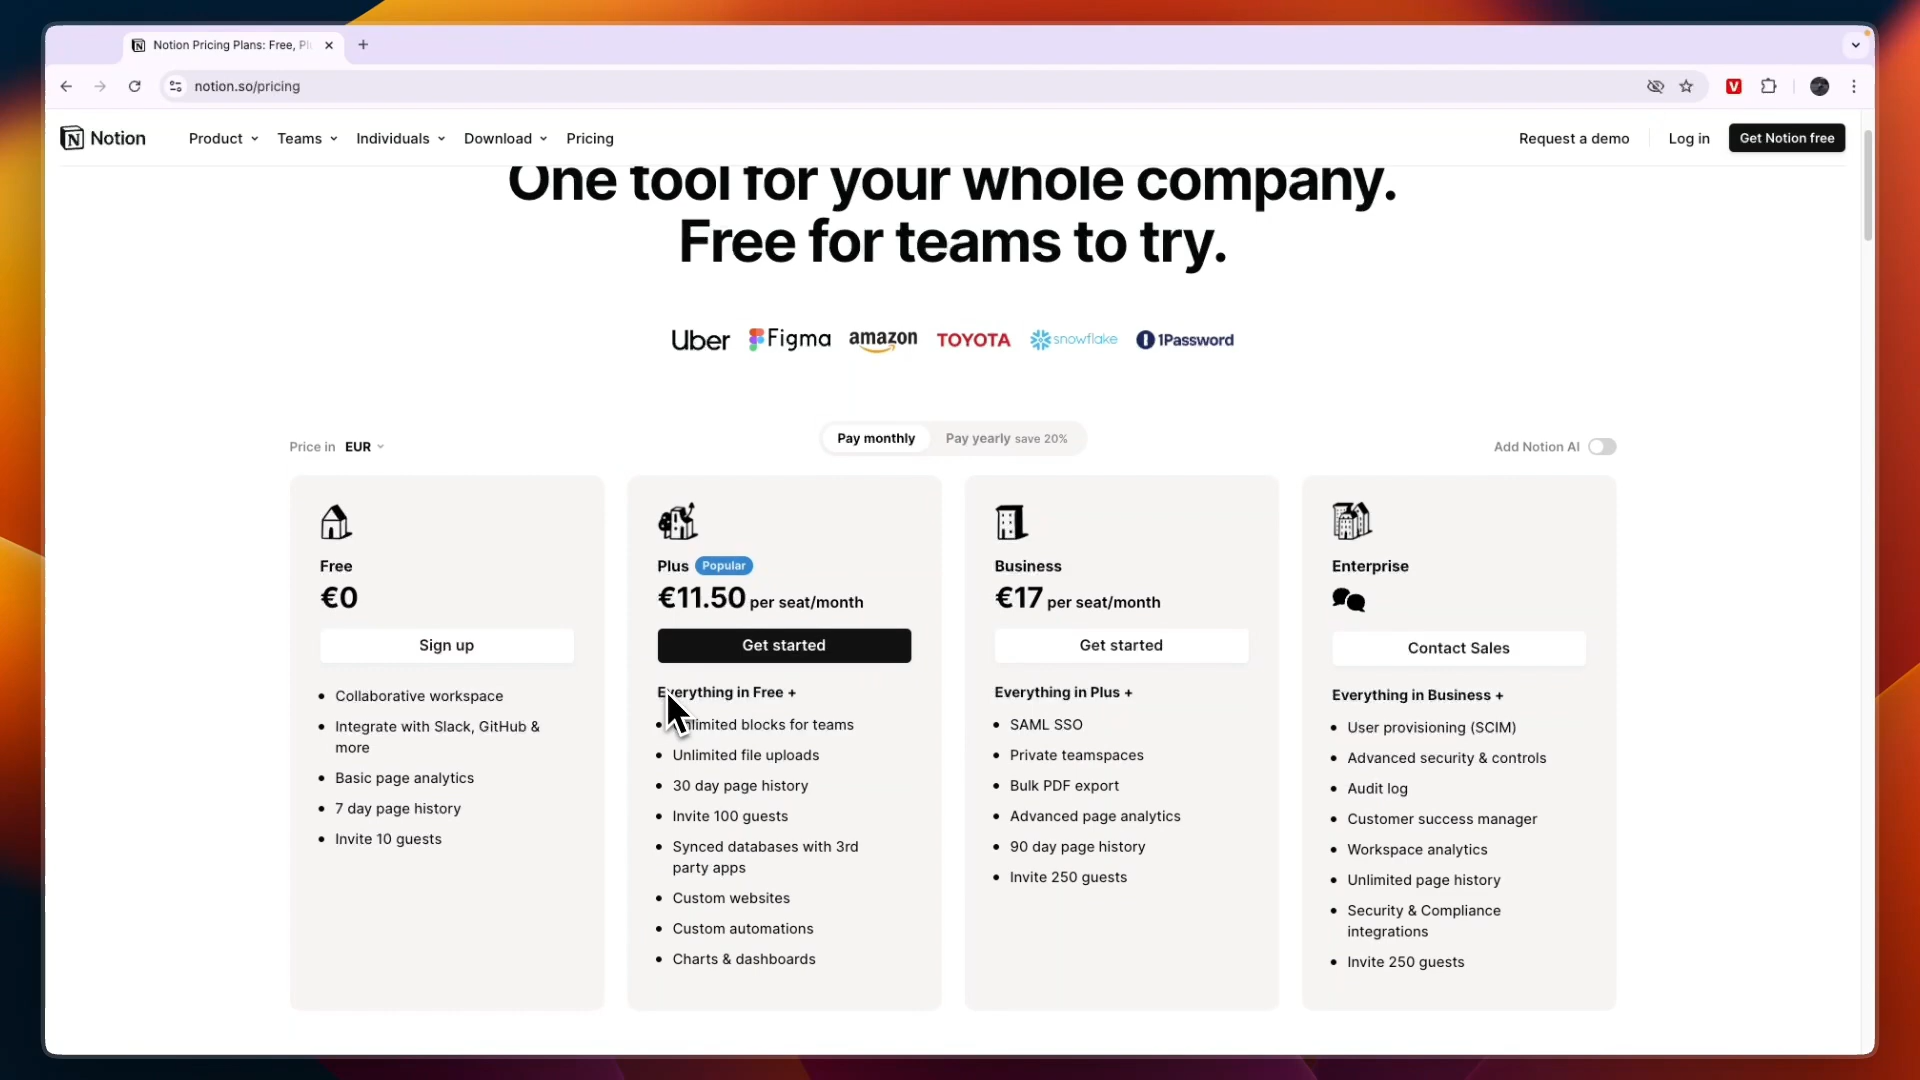 Notion Pricing Plans: Free, Pl
notion.so/pricing
V
Notion
Product
Teams
Individuals
Download
Pricing
Request a demo
Log in
Get Notion free
One tool for your whole company.
Free for teams to try.
Uber
Figma
amazon
TOYOTA
snowflake
1Password
Price in EUR
Pay monthly
Pay yearly save 20%
Add Notion AI
Free
€0
Sign up
• Collaborative workspace
• Integrate with Slack, GitHub &
more
• Basic page analytics
• 7 day page history
• Invite 10 guests
Plus Popular
€11.50 per seat/month
Get started
Everything in Free +
• Unlimited blocks for teams
• Unlimited file uploads
• 30 day page history
• Invite 100 guests
• Synced databases with 3rd
party apps
• Custom websites
• Custom automations
• Charts & dashboards
Business
€17 per seat/month
Get started
Everything in Plus +
• SAML SSO
• Private teamspaces
• Bulk PDF export
• Advanced page analytics
• 90 day page history
• Invite 250 guests
Enterprise
Contact Sales
Everything in Business +
• User provisioning (SCIM)
• Advanced security & controls
• Audit log
• Customer success manager
• Workspace analytics
• Unlimited page history
• Security & Compliance
integrations
• Invite 250 guests